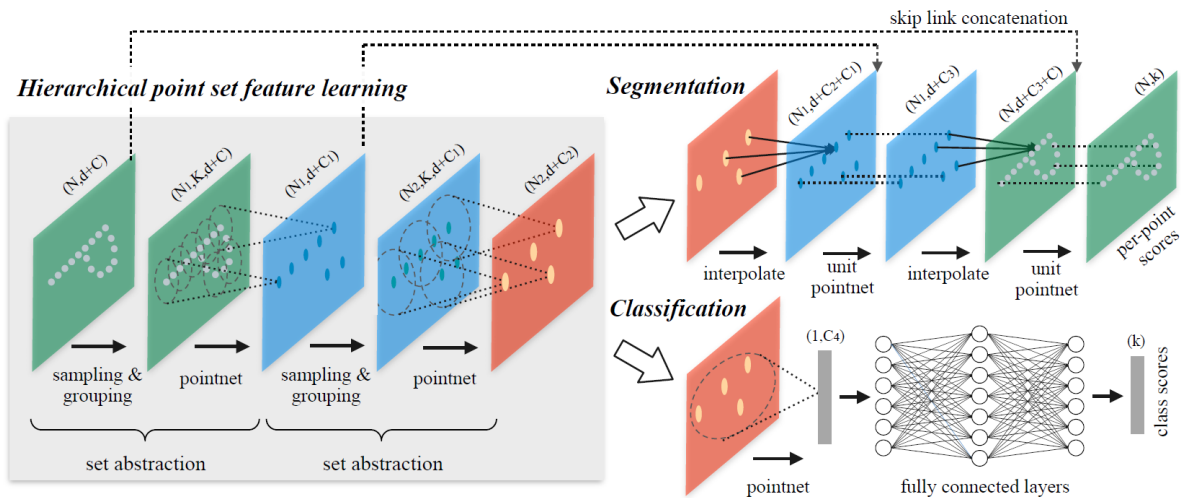 skip link concatenation
Hierarchical point set feature learning
(N,d+C)
(N1,K,d+C)
(N1,d+C1)
(N2,K,d+C1)
(N2,d+C2)
sampling &
grouping
pointnet
sampling &
grouping
pointnet
set abstraction
set abstraction
Segmentation
(N1,d+C2+C1)
(N1,d+C3)
(N,d+C3+C)
(N,k)
interpolate
unit
pointnet
interpolate
unit
pointnet
per-point
scores
Classification
(1,C4)
(k)
class scores
pointnet
fully connected layers